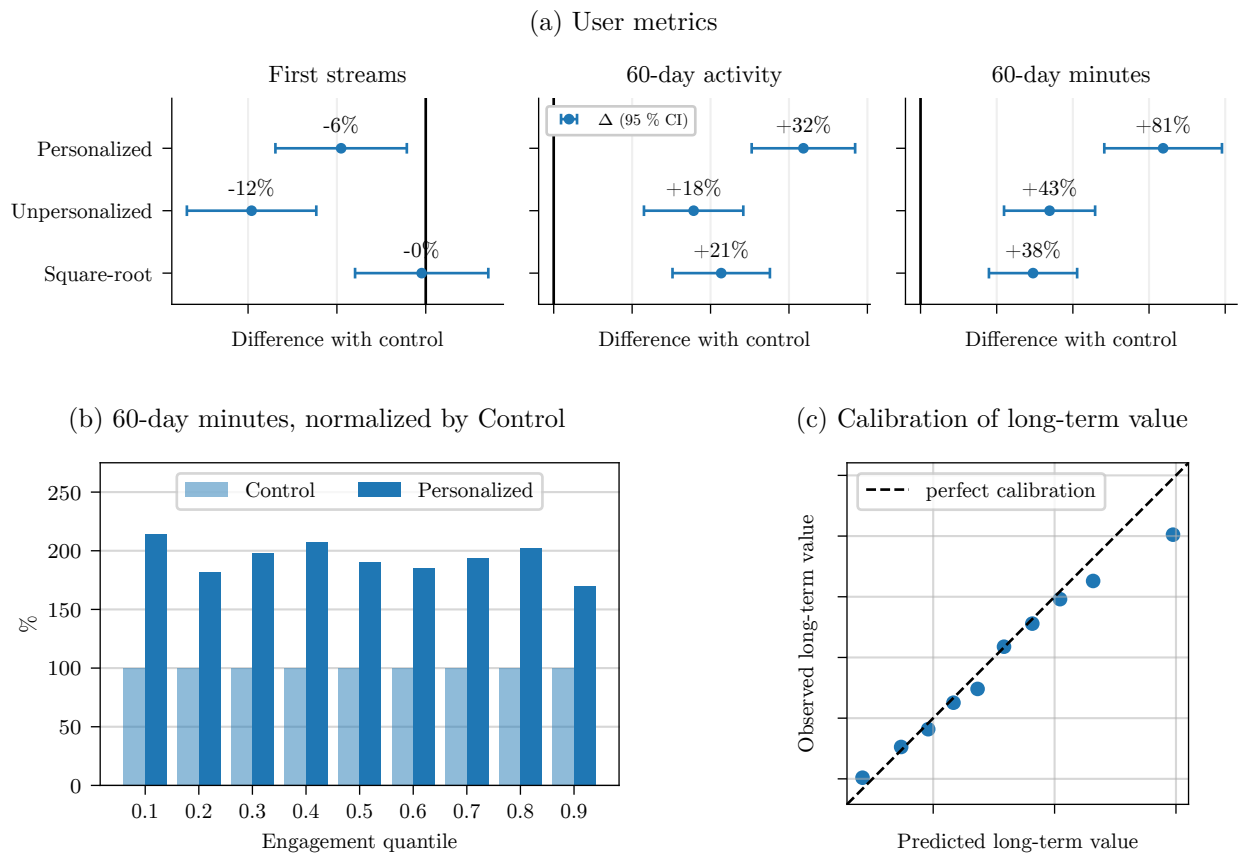 (a) User metrics
First streams
60-day activity
60-day minutes
Personalized
Unpersonalized
Square-root
-6%
-12%
-0%
Δ (95 % CI)
+32%
+18%
+21%
+81%
+43%
+38%
Difference with control
Difference with control
Difference with control
(b) 60-day minutes, normalized by Control
Control
Personalized
250
200
150
100
50
0
%
0.1
0.2
0.3
0.4
0.5
0.6
0.7
0.8
0.9
Engagement quantile
(c) Calibration of long-term value
perfect calibration
Observed long-term value
Predicted long-term value